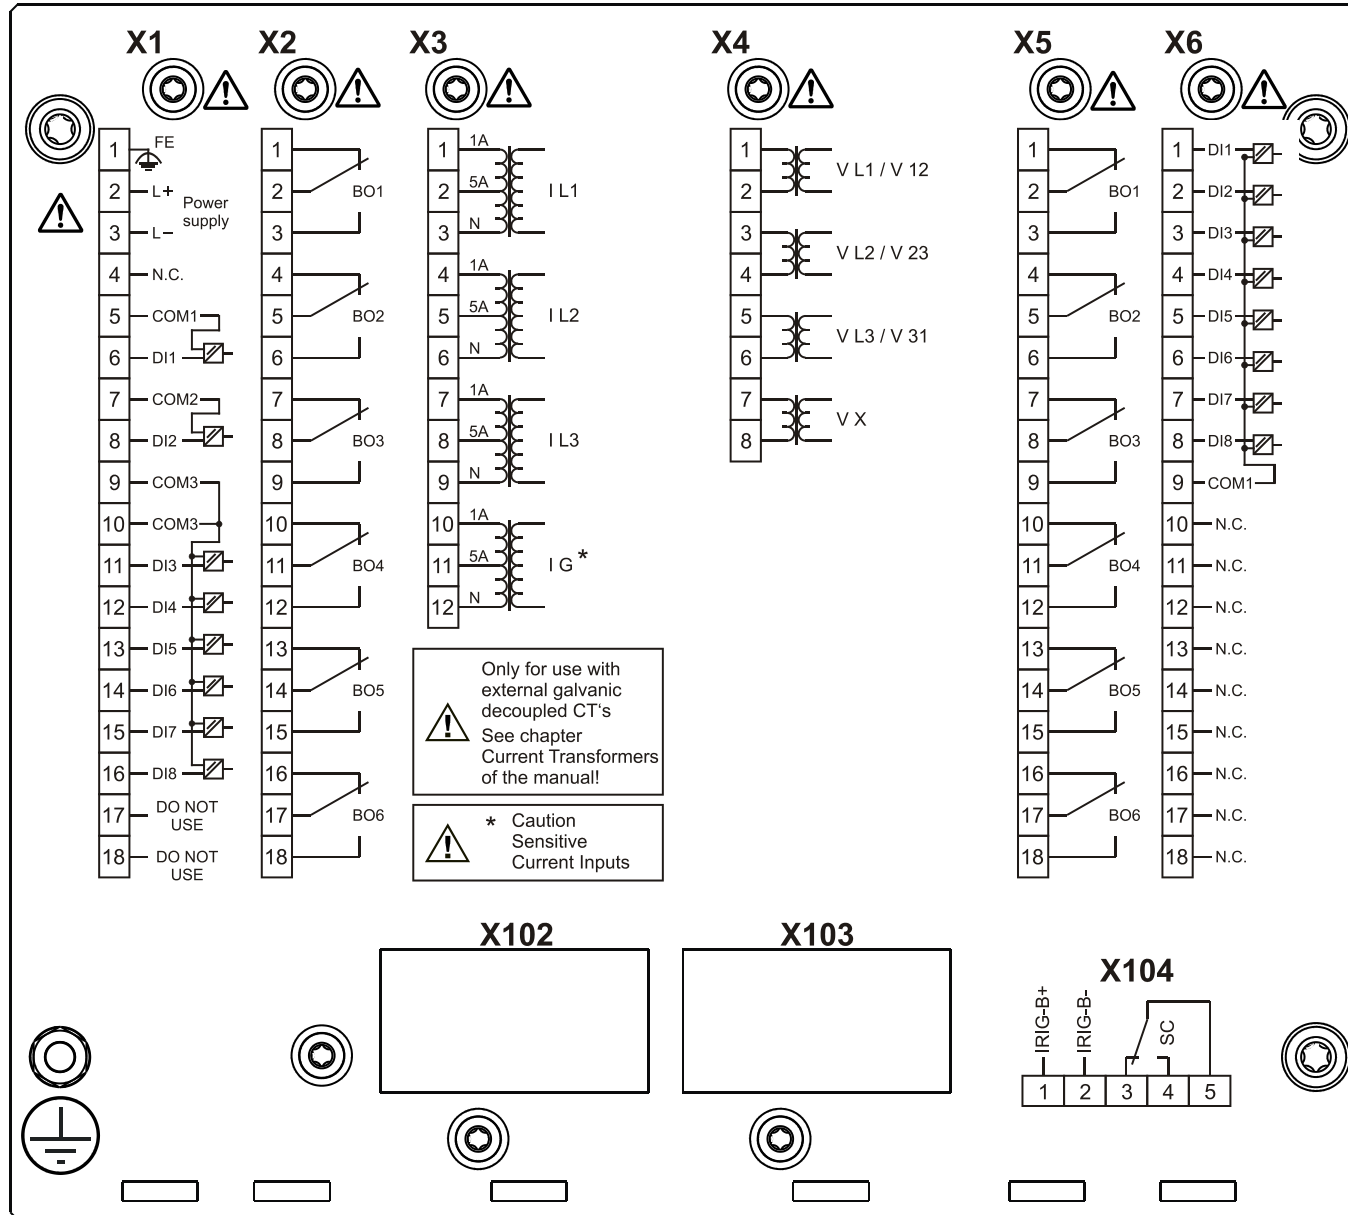 X1
1 FE
2 L+
Power
supply
3 L–
4 N.C.
5 COM1
6 DI1
7 COM2
8 DI2
9 COM3
10 COM3
11 DI3
12 DI4
13 DI5
14 DI6
15 DI7
16 DI8
17 DO NOT
USE
18 DO NOT
USE
X2
1
2 BO1
3
4
5 BO2
6
7
8 BO3
9
10
11 BO4
12
13
14 BO5
15
16
17 BO6
18
X3
1 1A
2 5A I L1
3 N
4 1A
5 5A I L2
6 N
7 1A
8 5A I L3
9 N
10 1A
11 5A I G *
12 N
Only for use with
external galvanic
decoupled CT‘s
See chapter
Current Transformers
of the manual!
* Caution
Sensitive
Current Inputs
X4
1
V L1 / V 12
2
3
V L2 / V 23
4
5
V L3 / V 31
6
7
V X
8
X5
1
2 BO1
3
4
5 BO2
6
7
8 BO3
9
10
11 BO4
12
13
14 BO5
15
16
17 BO6
18
X6
1 DI1
2 DI2
3 DI3
4 DI4
5 DI5
6 DI6
7 DI7
8 DI8
9 COM1
10 N.C.
11 N.C.
12 N.C.
13 N.C.
14 N.C.
15 N.C.
16 N.C.
17 N.C.
18 N.C.
X102
X103
X104
IRIG-B+
IRIG-B-
SC
1 2 3 4 5